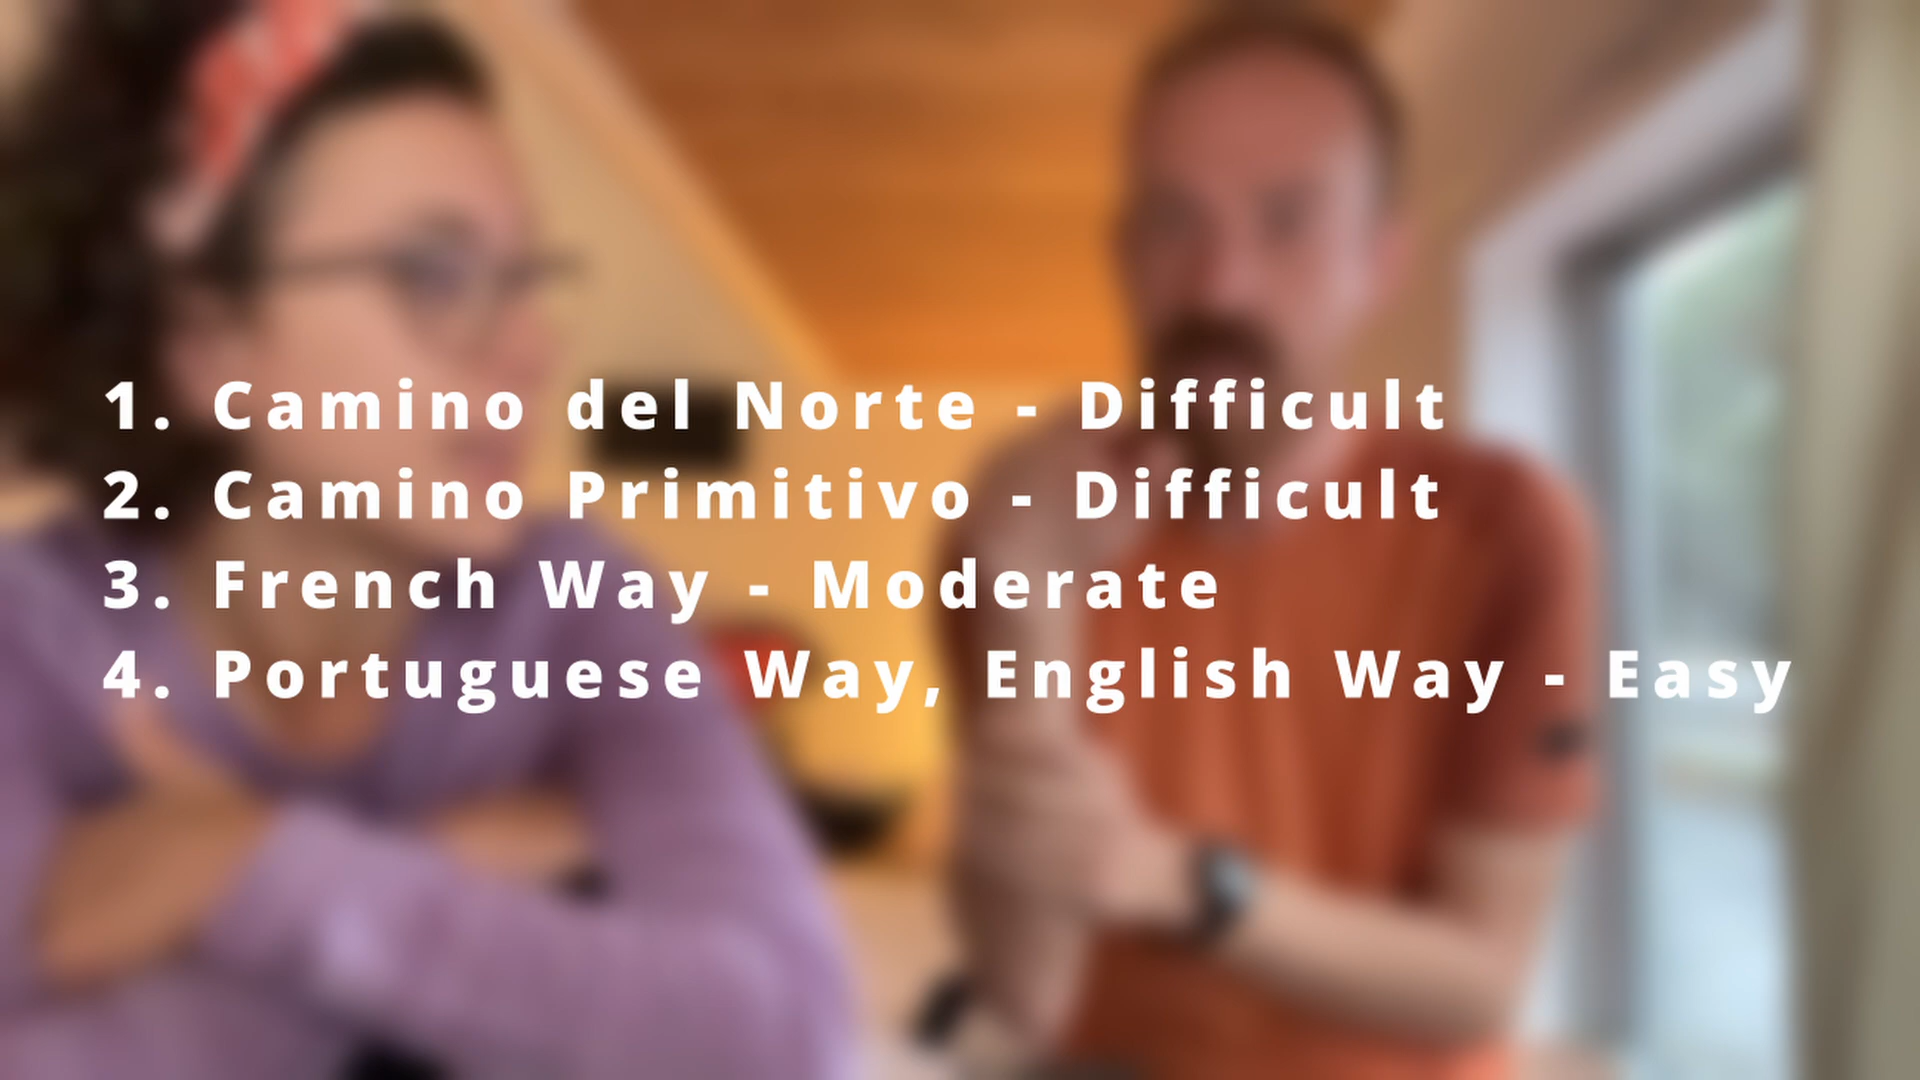 1. Camino del Norte - Difficult
2. Camino Primitivo - Difficult
3. French Way - Moderate
4. Portuguese Way, English Way - Easy